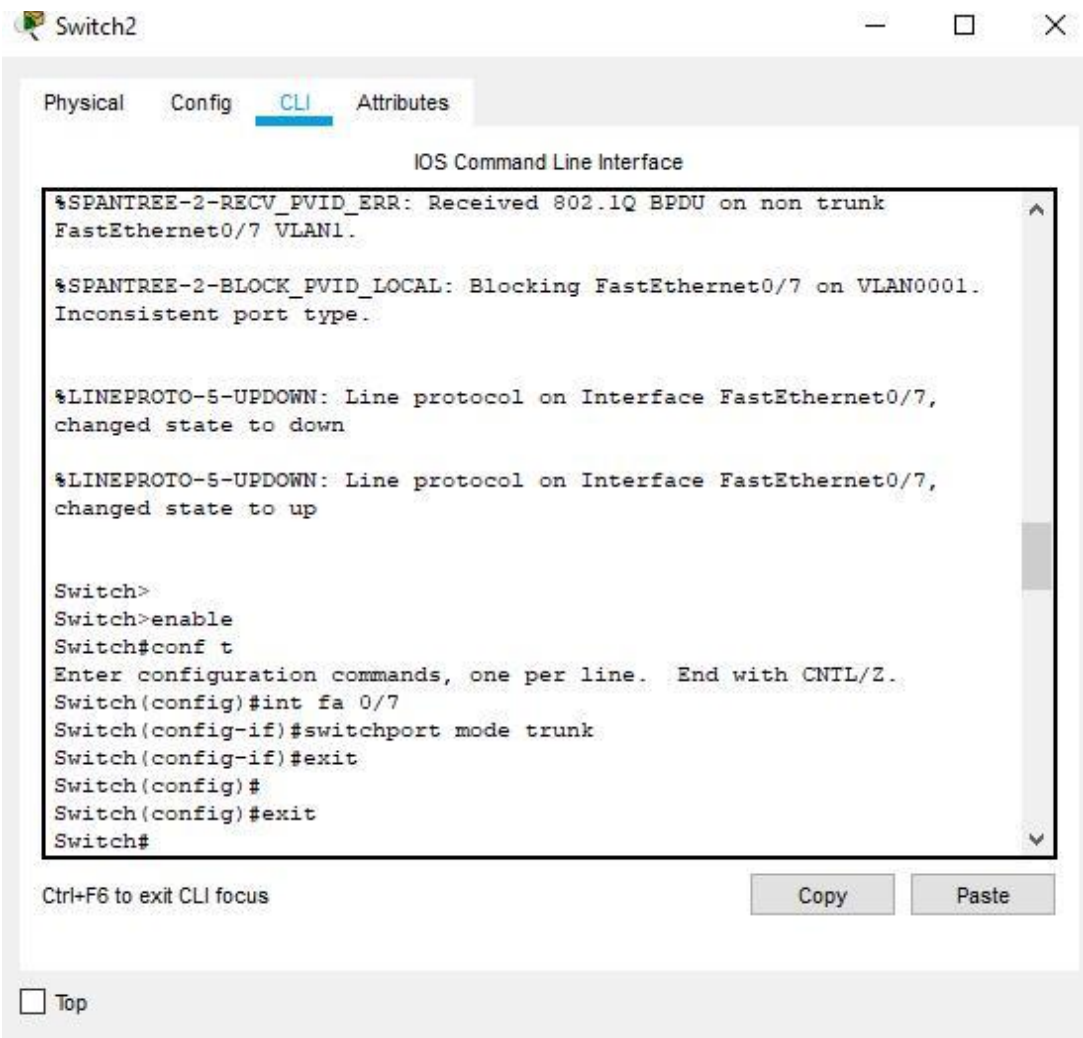 Switch2
Physical Config CLI Attributes
IOS Command Line Interface
%SPANTREE-2-RECV_PVID_ERR: Received 802.1Q BPDU on non trunk
FastEthernet0/7 VLAN1.
%SPANTREE-2-BLOCK_PVID_LOCAL: Blocking FastEthernet0/7 on VLAN0001.
Inconsistent port type.
%LINEPROTO-5-UPDOWN: Line protocol on Interface FastEthernet0/7,
changed state to down
%LINEPROTO-5-UPDOWN: Line protocol on Interface FastEthernet0/7,
changed state to up
Switch>
Switch>enable
Switch#conf t
Enter configuration commands, one per line.  End with CNTL/Z.
Switch(config)#int fa 0/7
Switch(config-if)#switchport mode trunk
Switch(config-if)#exit
Switch(config)#
Switch(config)#exit
Switch#
Ctrl+F6 to exit CLI focus Copy Paste
Top